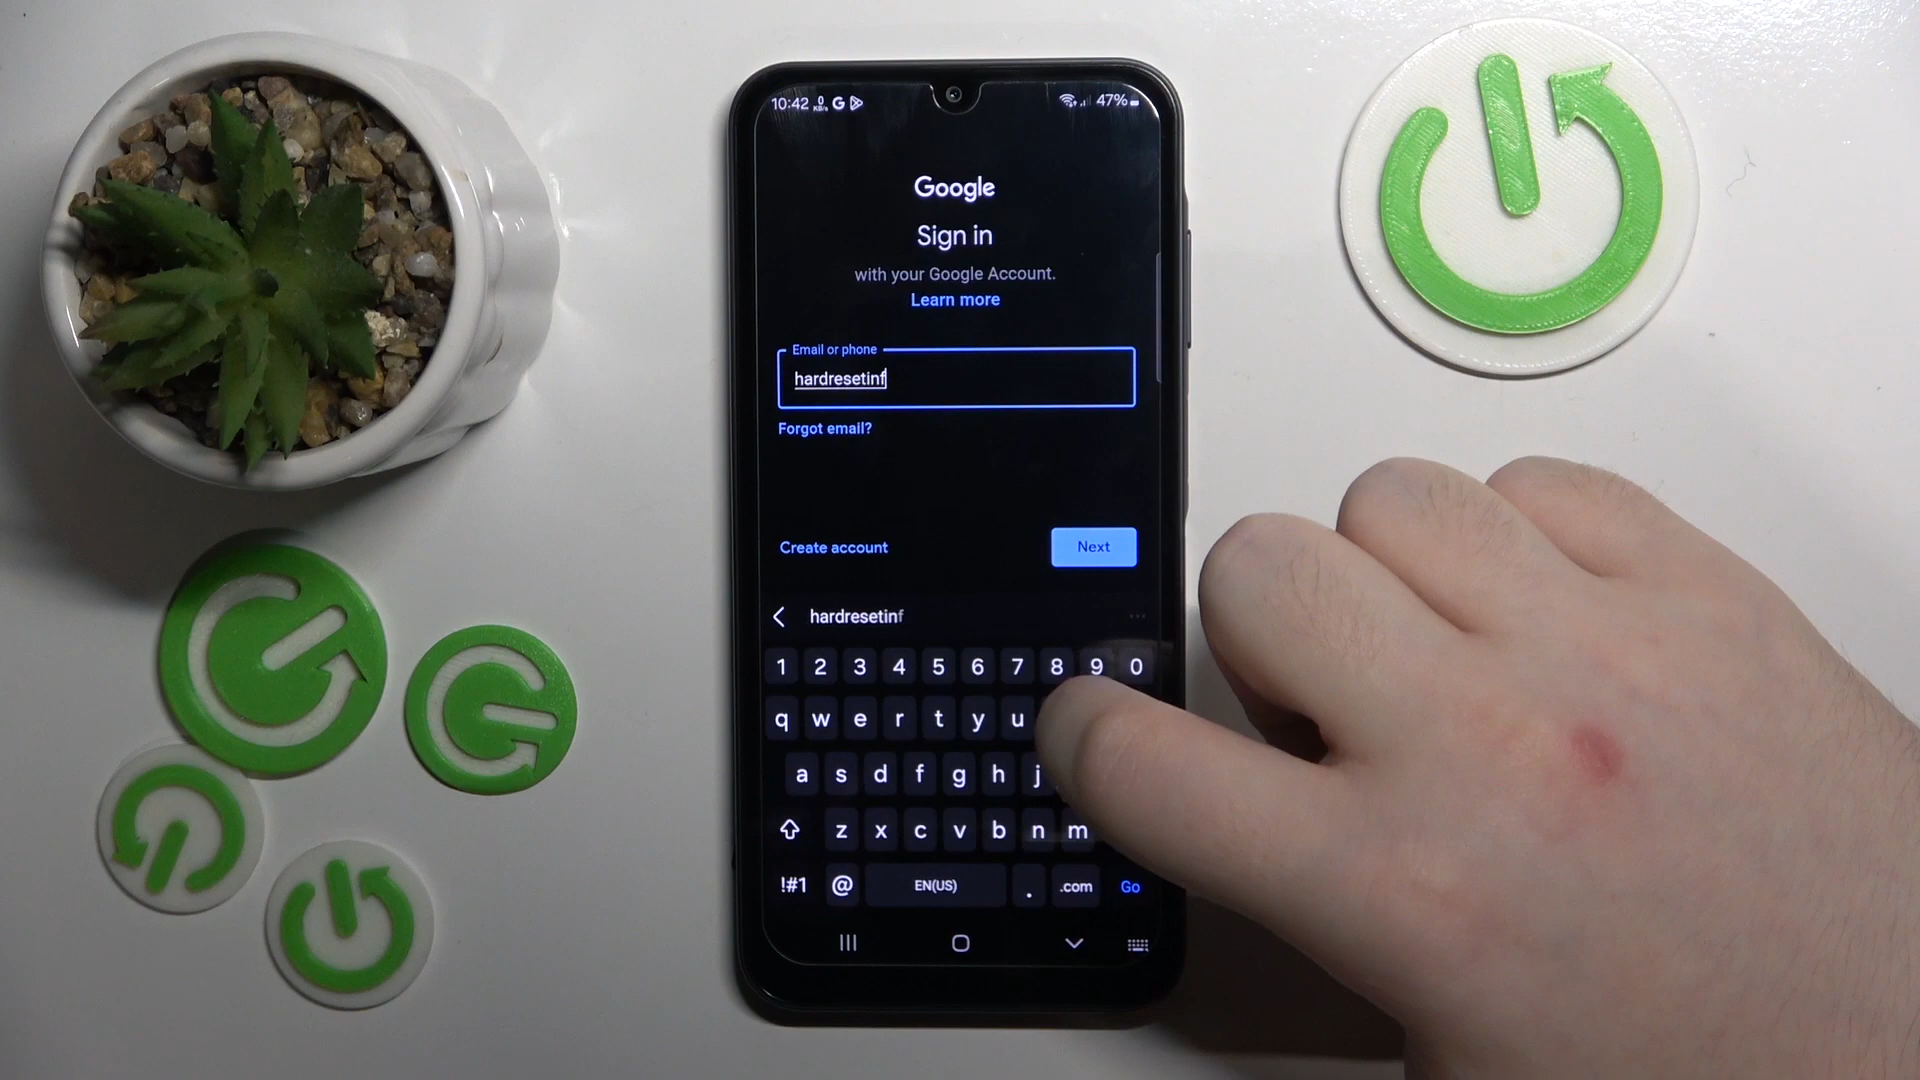 10:42 0 KB/s G 47%
Google
Sign in
with your Google Account.
Learn more
Email or phone
hardresetinf
Forgot email?
Create account Next
hardresetinf
1 2 3 4 5 6 7 8 9 0
q w e r t y u
a s d f g h j
z x c v b n m
!#1 @ EN(US) . .com Go